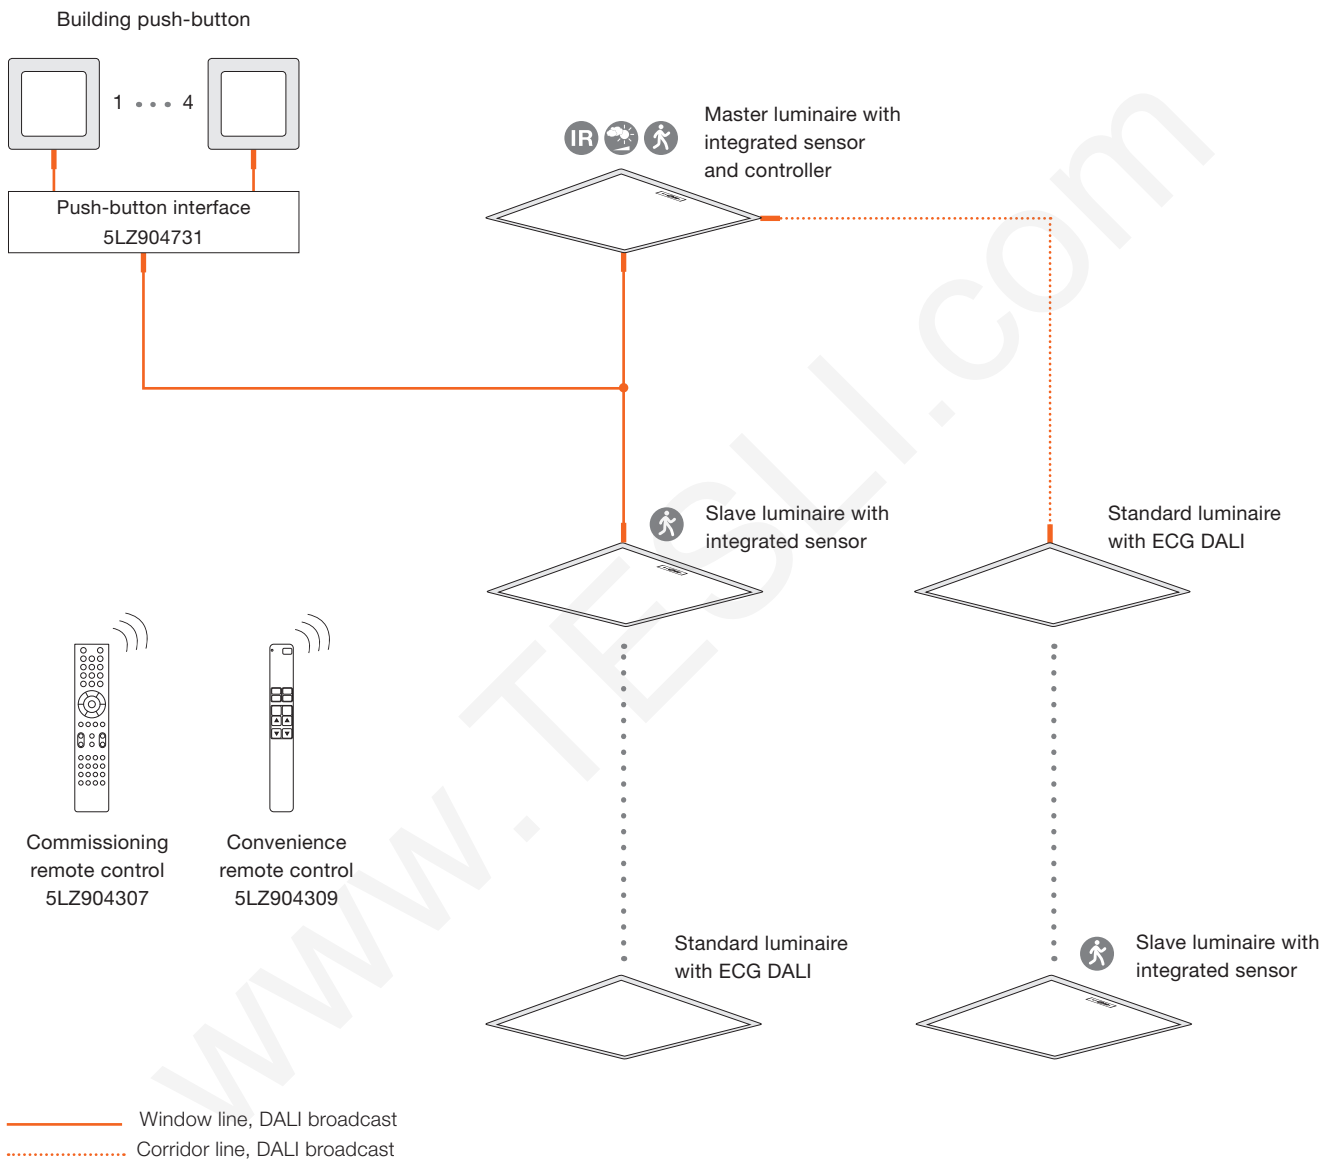 Building push-button
1 4
Push-button interface
5LZ904731
IR
Master luminaire with
integrated sensor
and controller
Slave luminaire with
integrated sensor
Standard luminaire
with ECG DALI
Commissioning
remote control
5LZ904307
Convenience
remote control
5LZ904309
Standard luminaire
with ECG DALI
Slave luminaire with
integrated sensor
Window line, DALI broadcast
Corridor line, DALI broadcast
www.TESLI.com